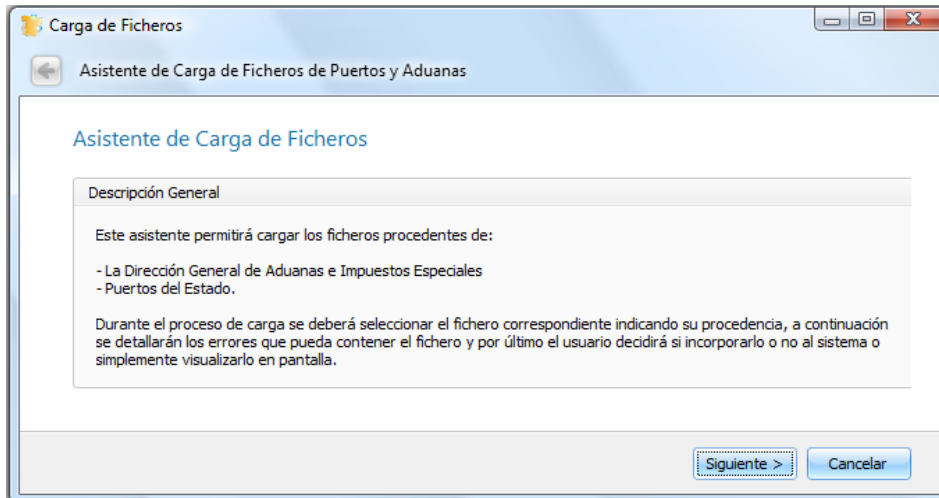 Carga de Ficheros
Asistente de Carga de Ficheros de Puertos y Aduanas
Asistente de Carga de Ficheros
Descripción General
Este asistente permitirá cargar los ficheros procedentes de:
- La Dirección General de Aduanas e Impuestos Especiales
- Puertos del Estado.
Durante el proceso de carga se deberá seleccionar el fichero correspondiente indicando su procedencia, a continuación
se detallarán los errores que pueda contener el fichero y por último el usuario decidirá si incorporarlo o no al sistema o
simplemente visualizarlo en pantalla.
Siguiente > Cancelar